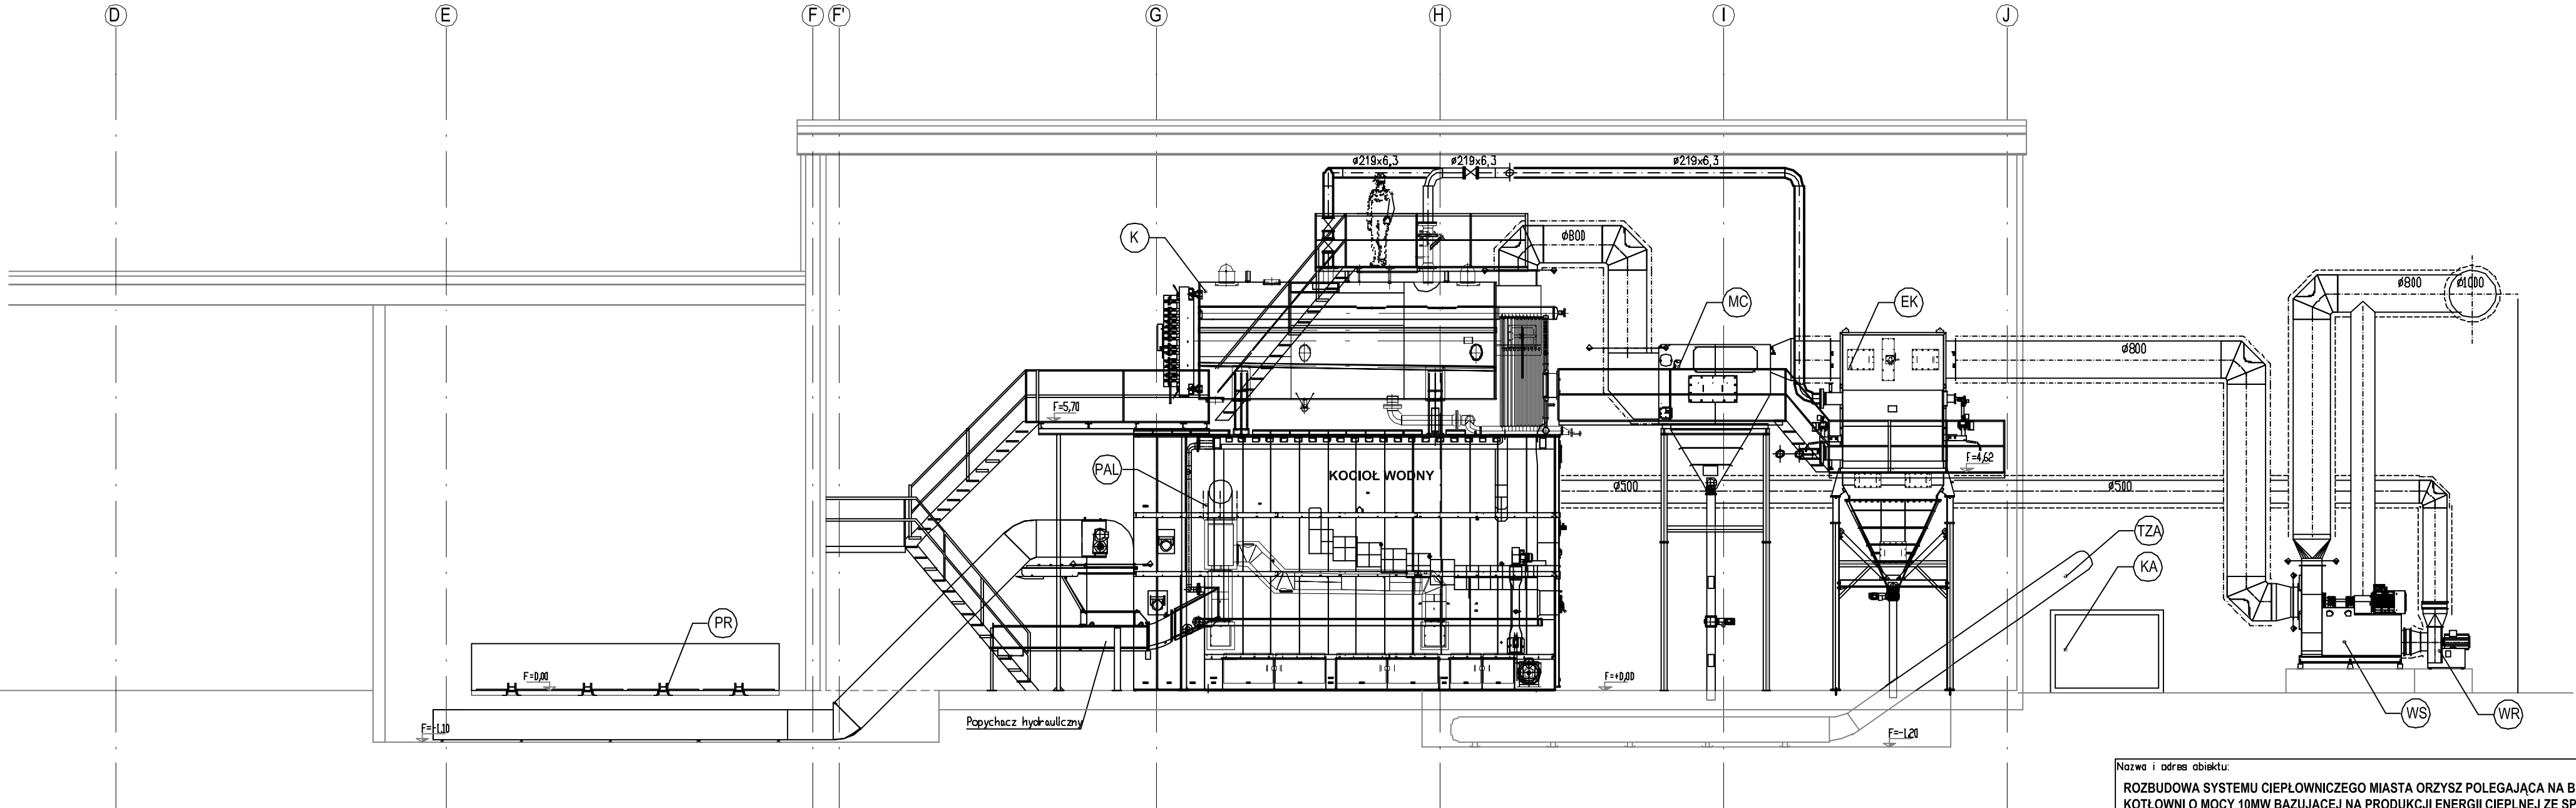 D E F F' G H I J
ø219x6,3 ø219x6,3 ø219x6,3
K
ø800
ø800 ø1000
MC
EK
ø800
F=5,70
PAL
KOCIOŁ WODNY
F=4,62
ø500
ø500
TZA
KA
PR
F=0,00
F=+0,00
F=-1,10
Popychacz hydrauliczny
F=-1,20
WS
WR
Nazwa i adres obiektu:
ROZBUDOWA SYSTEMU CIEPŁOWNICZEGO MIASTA ORZYSZ POLEGAJĄCA NA B
KOTŁOWNI O MOCY 10MW BAZUJĄCEJ NA PRODUKCJI ENERGII CIEPLNEJ ZE SP